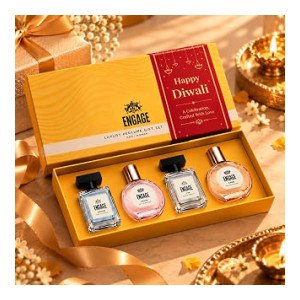 Happy
Diwali
A Celebration,
Crafted With Love
ENGAGE
LUXURY PERFUME GIFT SET
ENGAGE
ENGAGE
ENGAGE
ENGAGE